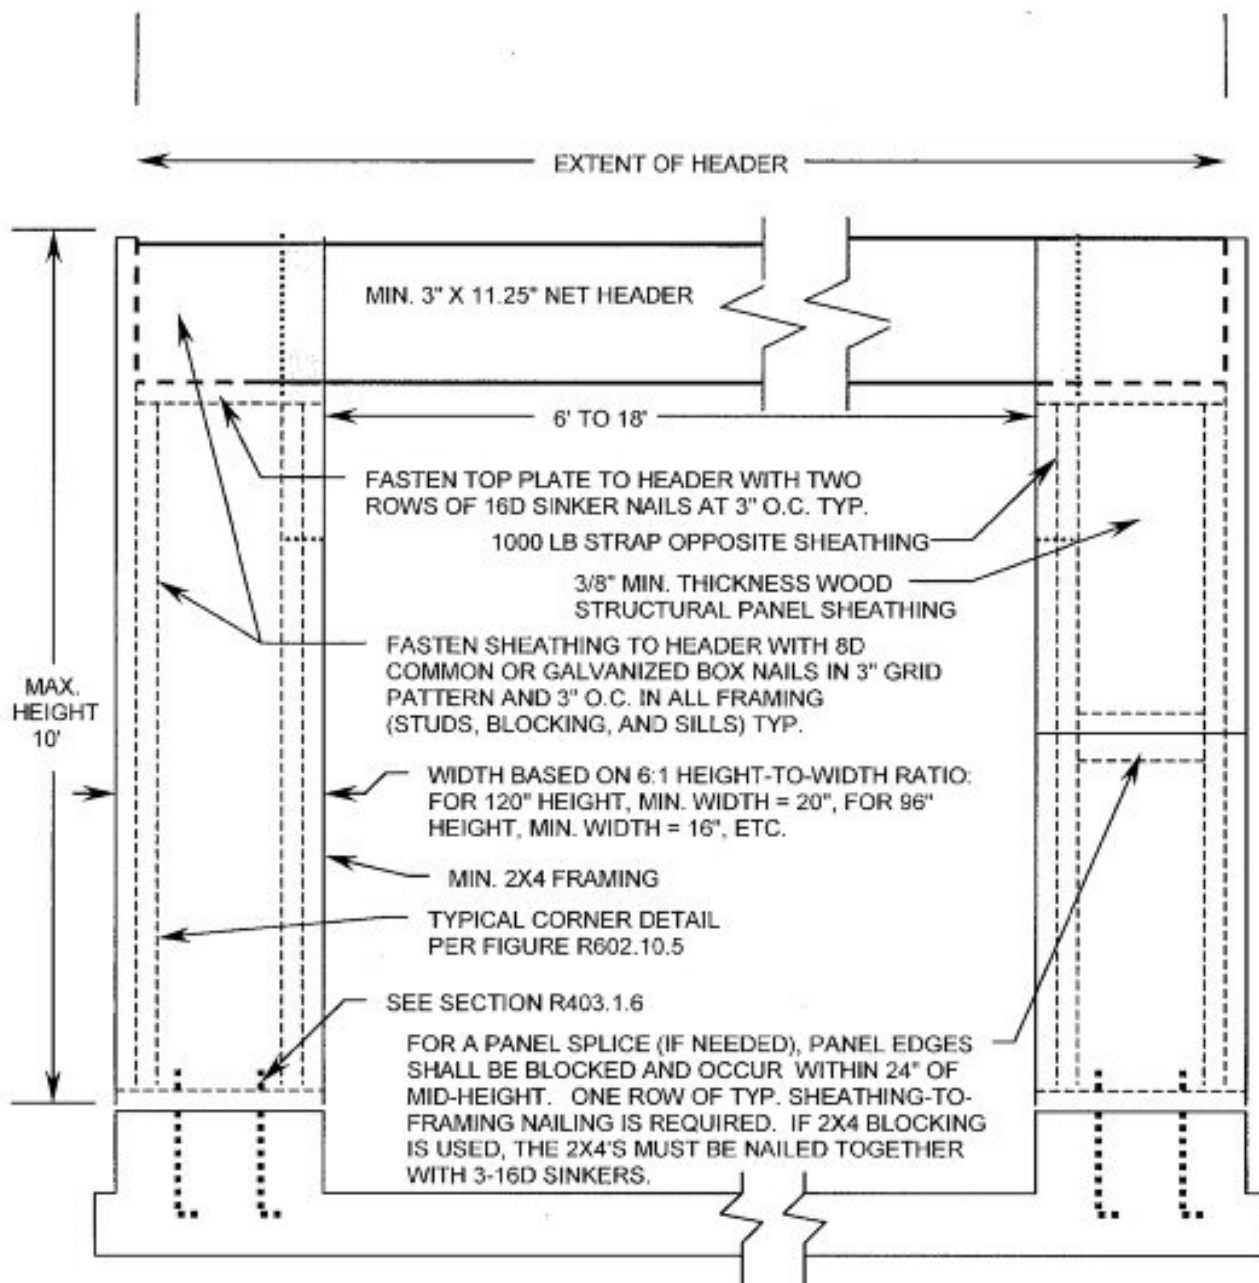 EXTENT OF HEADER
MIN. 3" X 11.25" NET HEADER
6' TO 18'
FASTEN TOP PLATE TO HEADER WITH TWO
ROWS OF 16D SINKER NAILS AT 3" O.C. TYP.
1000 LB STRAP OPPOSITE SHEATHING
3/8" MIN. THICKNESS WOOD
STRUCTURAL PANEL SHEATHING
FASTEN SHEATHING TO HEADER WITH 8D
COMMON OR GALVANIZED BOX NAILS IN 3" GRID
PATTERN AND 3" O.C. IN ALL FRAMING
(STUDS, BLOCKING, AND SILLS) TYP.
MAX.
HEIGHT
10'
WIDTH BASED ON 6:1 HEIGHT-TO-WIDTH RATIO:
FOR 120" HEIGHT, MIN. WIDTH = 20", FOR 96"
HEIGHT, MIN. WIDTH = 16", ETC.
MIN. 2X4 FRAMING
TYPICAL CORNER DETAIL
PER FIGURE R602.10.5
SEE SECTION R403.1.6
FOR A PANEL SPLICE (IF NEEDED), PANEL EDGES
SHALL BE BLOCKED AND OCCUR WITHIN 24" OF
MID-HEIGHT. ONE ROW OF TYP. SHEATHING-TO-
FRAMING NAILING IS REQUIRED. IF 2X4 BLOCKING
IS USED, THE 2X4'S MUST BE NAILED TOGETHER
WITH 3-16D SINKERS.